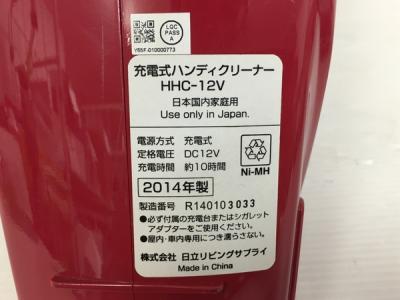 LQC
PASS
A
Y65F-010000773
充電式ハンディクリーナー
HHC-12V
日本国内家庭用
Use only in Japan.
電源方式 充電式
定格電圧 DC12V
充電時間 約10時間
Ni-MH
2014年製
製造番号 R140103033
●必ず付属の充電台またはシガレット
アダプターをご使用ください。
●屋内・車内専用につき濡らさない。
株式会社 日立リビングサプライ
Made in China